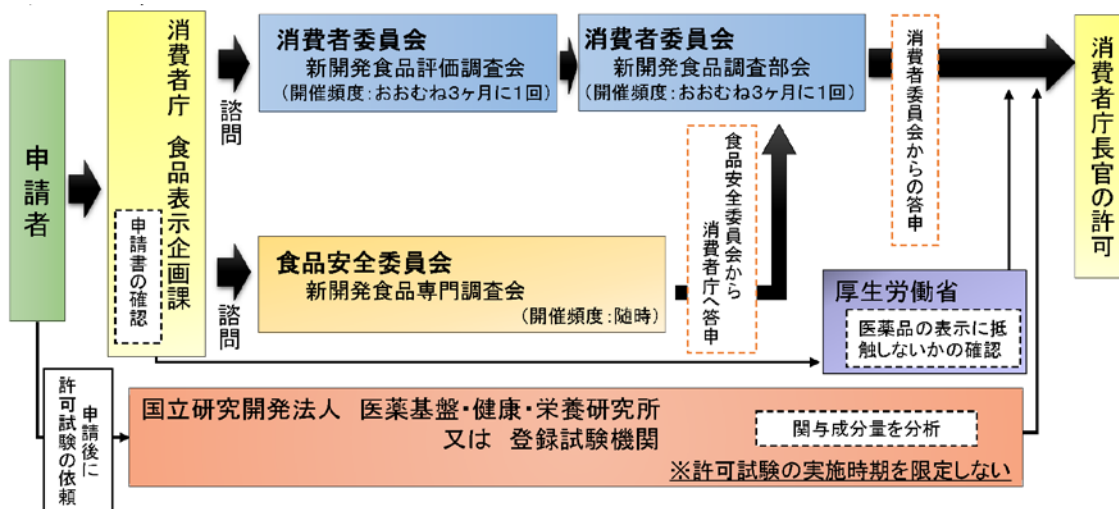 申請者
消費者庁 食品表示企画課
申請書の確認
諮問
消費者委員会
新開発食品評価調査会
(開催頻度:おおむね3ヶ月に1回)
消費者委員会
新開発食品調査部会
(開催頻度:おおむね3ヶ月に1回)
消費者委員会からの答申
消費者庁長官の許可
諮問
食品安全委員会
新開発食品専門調査会
(開催頻度:随時)
食品安全委員会から
消費者庁へ答申
厚生労働省
医薬品の表示に抵
触しないかの確認
申請後に
許可試験の依頼
国立研究開発法人 医薬基盤・健康・栄養研究所
又は 登録試験機関
関与成分量を分析
※許可試験の実施時期を限定しない